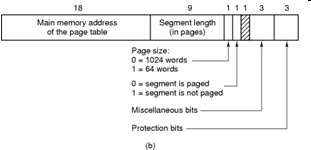 18 9 1 1 1 3 3
Main memory address Segment length
of the page table (in pages)
Page size:
0 = 1024 words
1 = 64 words
0 = segment is paged
1 = segment is not paged
Miscellaneous bits
Protection bits
(b)